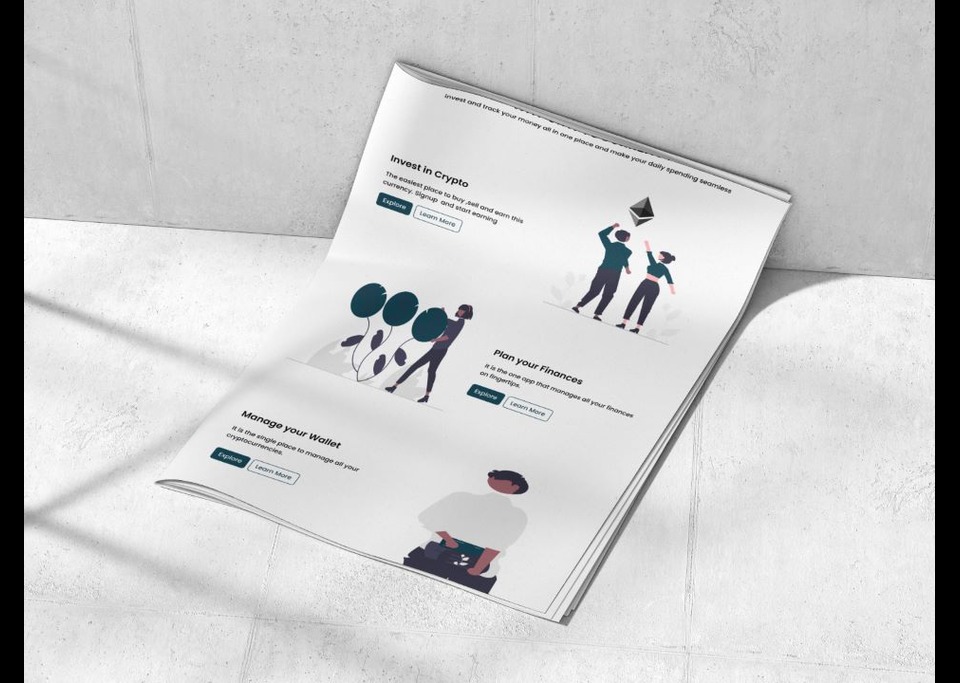 Invest and track your money all in one place and make your daily spending seamless
Invest in Crypto
The easiest place to buy ,sell and earn this
currency. Signup and start earning
Explore
Learn More
Plan your Finances
It is the one app that manages all your finances
on fingertips.
Explore
Learn More
Manage your Wallet
It is the single place to manage all your
cryptocurrencies.
Explore
Learn More